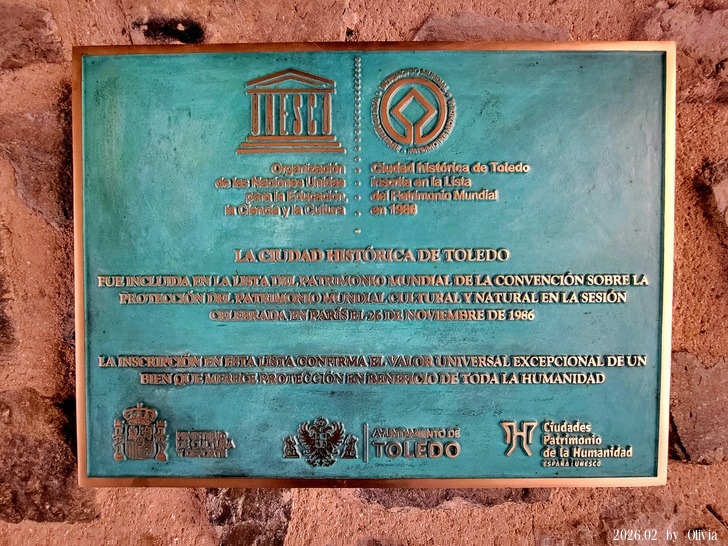 UNESCO
PATRIMONIO MUNDIAL
Organización
de las Naciones Unidas
para la Educación,
la Ciencia y la Cultura
Ciudad histórica de Toledo
inscrita en la Lista
del Patrimonio Mundial
en 1986
LA CIUDAD HISTÓRICA DE TOLEDO
FUE INCLUIDA EN LA LISTA DEL PATRIMONIO MUNDIAL DE LA CONVENCIÓN SOBRE LA
PROTECCIÓN DEL PATRIMONIO MUNDIAL CULTURAL Y NATURAL EN LA SESIÓN
CELEBRADA EN PARÍS EL 26 DE NOVIEMBRE DE 1986
LA INSCRIPCIÓN EN ESTA LISTA CONFIRMA EL VALOR UNIVERSAL EXCEPCIONAL DE UN
BIEN QUE MERECE PROTECCIÓN EN BENEFICIO DE TODA LA HUMANIDAD
AYUNTAMIENTO DE
TOLEDO
Ciudades
Patrimonio
de la Humanidad
ESPAÑA UNESCO
2026.02 by Olivia